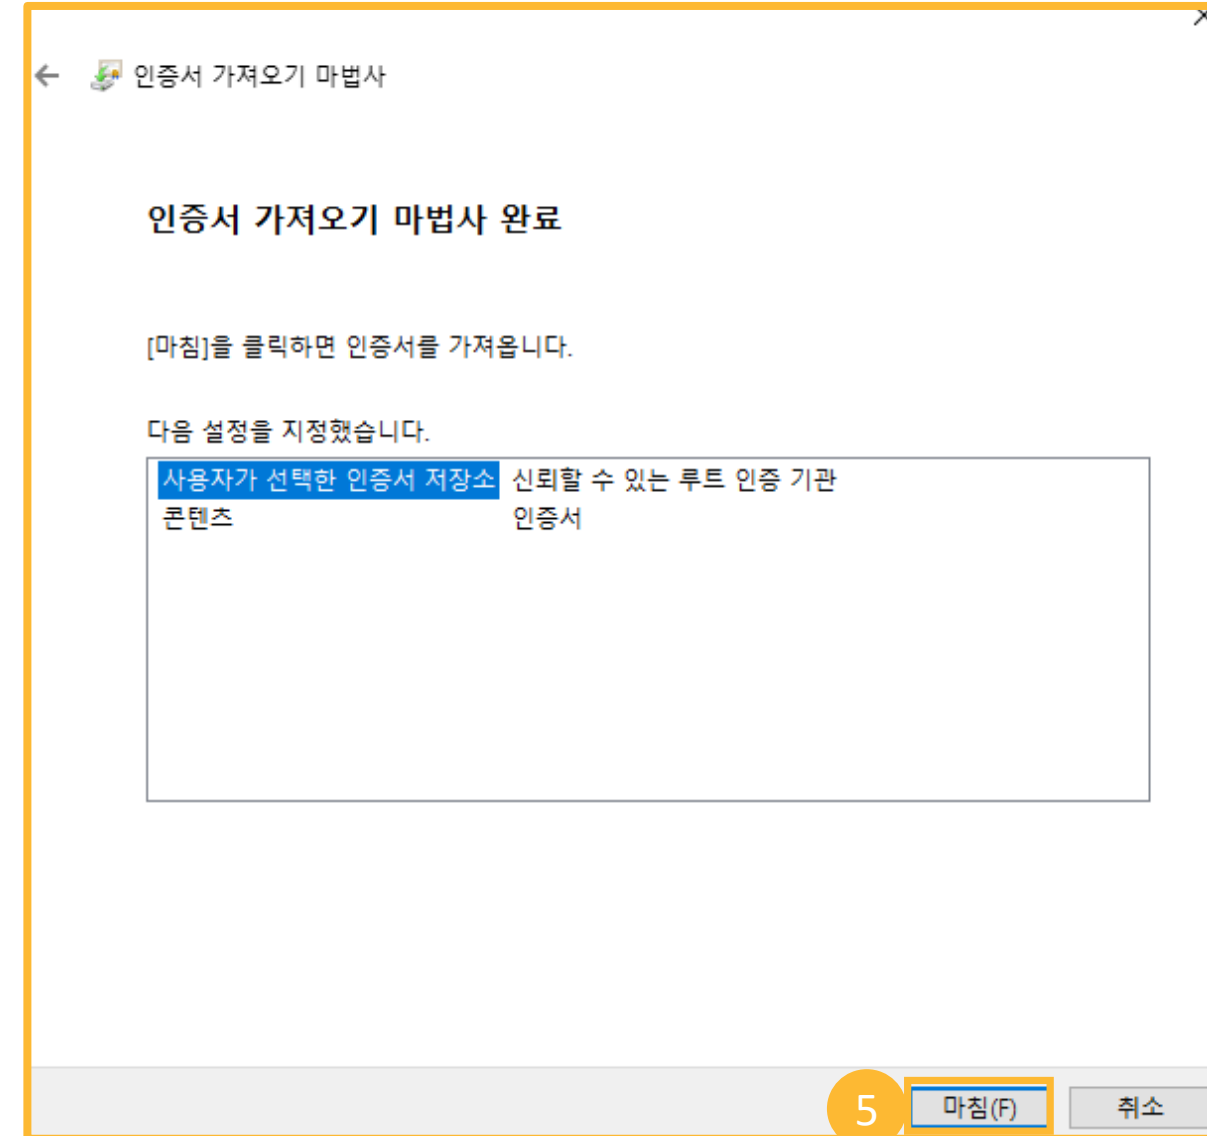 인증서 가져오기 마법사
인증서 가져오기 마법사 완료
[마침]을 클릭하면 인증서를 가져옵니다.
다음 설정을 지정했습니다.
사용자가 선택한 인증서 저장소 신뢰할 수 있는 루트 인증 기관
콘텐츠 인증서
5 마침(F) 취소